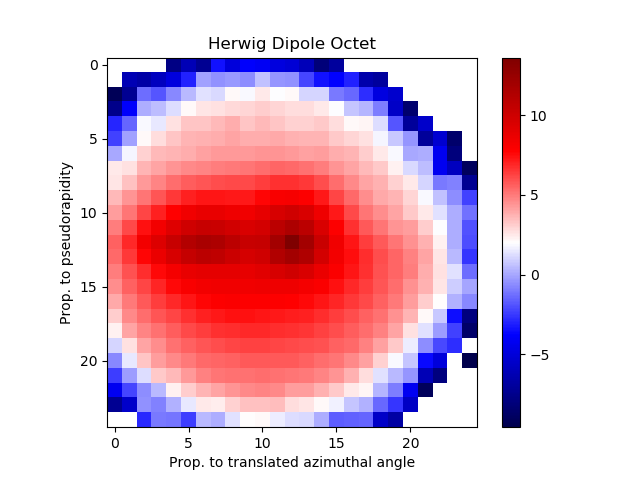 Herwig Dipole Octet
0
5
10
15
20
Prop. to pseudorapidity
0 5 10 15 20
Prop. to translated azimuthal angle
10
5
0
−5